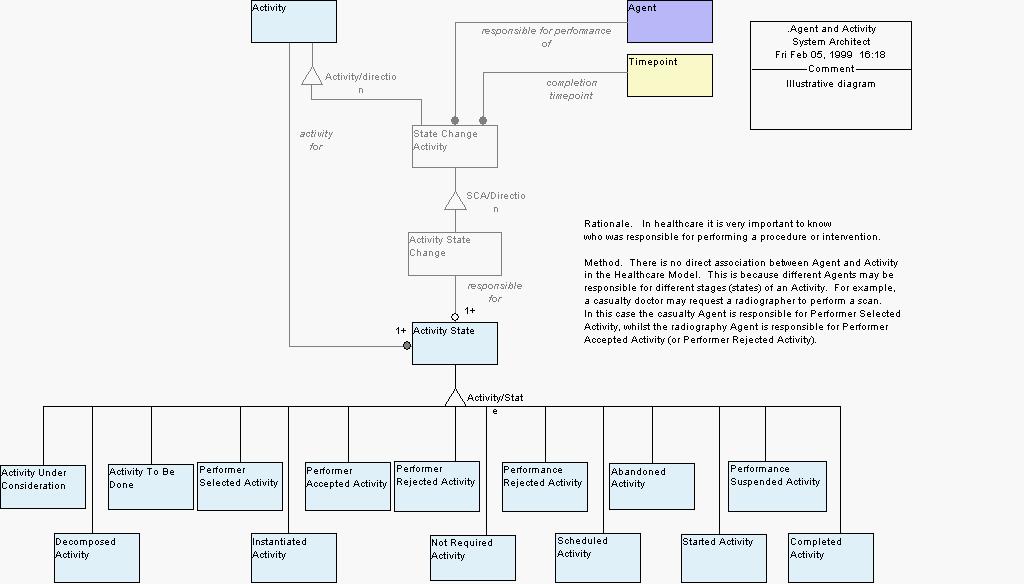 Activity
Agent
responsible for performance
of
Timepoint
completion
timepoint
.Agent and Activity
System Architect
Fri Feb 05, 1999  16:18
Comment
Illustrative diagram
Activity/directio
n
activity
for
State Change
Activity
SCA/Directio
n
Activity State
Change
responsible
for
1+
1+
Activity State
Rationale.   In healthcare it is very important to know
who was responsible for performing a procedure or intervention.
Method.  There is no direct association between Agent and Activity
in the Healthcare Model.  This is because different Agents may be
responsible for different stages (states) of an Activity.  For example,
a casualty doctor may request a radiographer to perform a scan.
In this case the casualty Agent is responsible for Performer Selected
Activity, whilst the radiography Agent is responsible for Performer
Accepted Activity (or Performer Rejected Activity).
Activity/Stat
e
Activity Under
Consideration
Activity To Be
Done
Performer
Selected Activity
Performer
Accepted Activity
Performer
Rejected Activity
Performance
Rejected Activity
Abandoned
Activity
Performance
Suspended Activity
Decomposed
Activity
Instantiated
Activity
Not Required
Activity
Scheduled
Activity
Started Activity
Completed
Activity